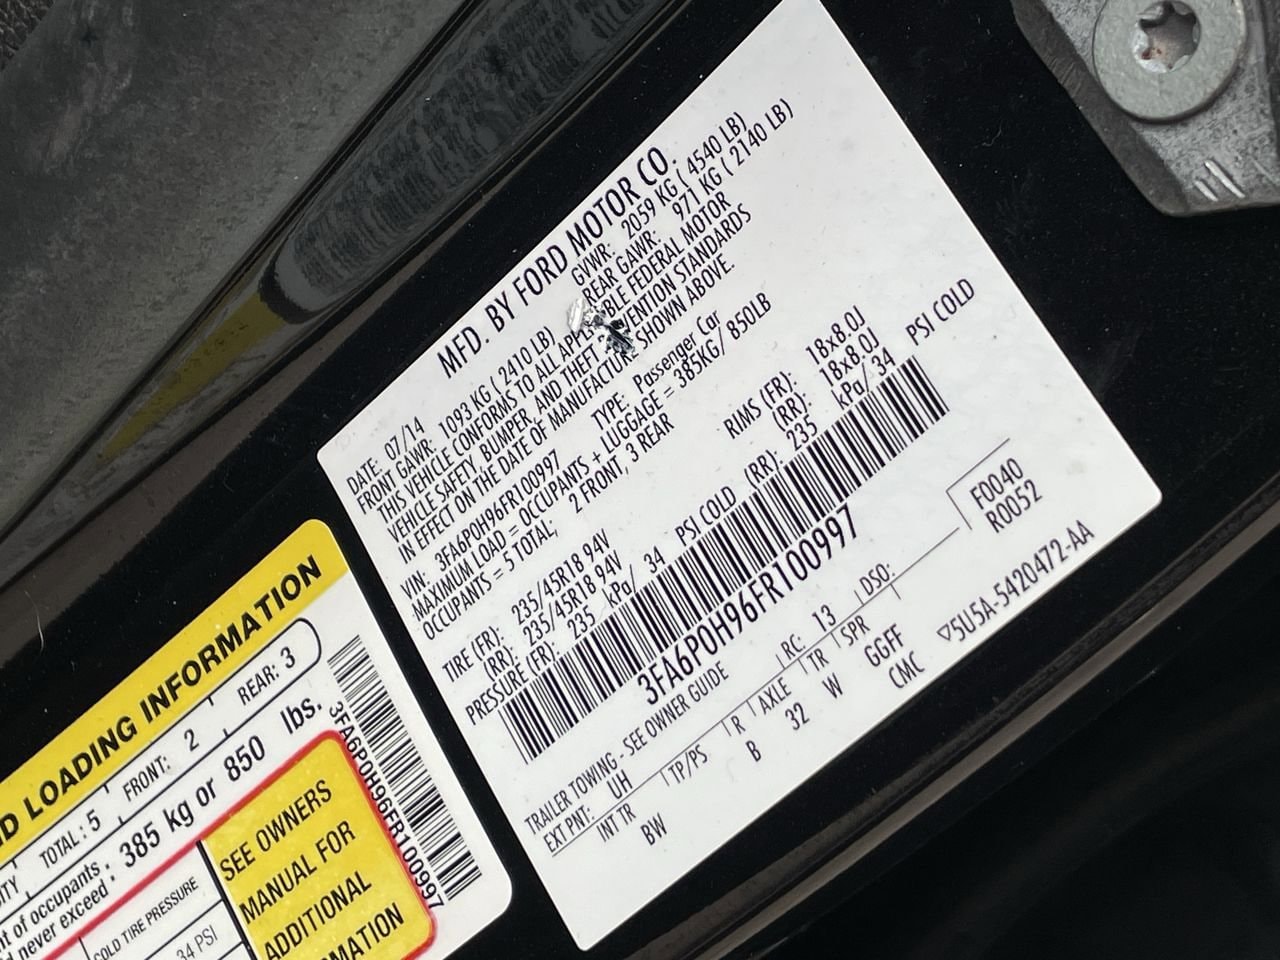 MFD. BY FORD MOTOR CO.
DATE: 07/14 GVWR: 2059 KG ( 4540 LB)
FRONT GAWR: 1093 KG ( 2410 LB) REAR GAWR: 971 KG ( 2140 LB)
THIS VEHICLE CONFORMS TO ALL FEDERAL MOTOR
VEHICLE SAFETY, BUMPER, AND THEFT STANDARDS
IN EFFECT ON THE DATE OF MANUFACTURE SHOWN ABOVE.
VIN: 3FA6P0H96FR100997 TYPE: Passenger Car
MAXIMUM LOAD = OCCUPANTS + LUGGAGE = 385KG/ 850LB
OCCUPANTS = 5 TOTAL; 2 FRONT, 3 REAR
TIRE (FR): 235/45R18 94V RIMS (FR): 18x8.0J
(RR): 235/45R18 94V (RR): 18x8.0J
PRESSURE (FR): 235 kPa/ 34 PSI COLD (RR): 235 kPa/ 34 PSI COLD
3FA6P0H96FR100997
F0040
R0052
TRAILER TOWING - SEE OWNER GUIDE
EXT PNT: UH RC: 13 DSO:
INT TR TP/PS R AXLE TR SPR
BW B 32 W GGFF
CMC
▽5U5A-5420472-AA
LOADING INFORMATION
TOTAL : 5 FRONT: 2 REAR: 3
of occupants
never exceed : 385 kg or 850 lbs.
COLD TIRE PRESSURE
34 PSI
SEE OWNERS
MANUAL FOR
ADDITIONAL
3FA6P0H96FR100997